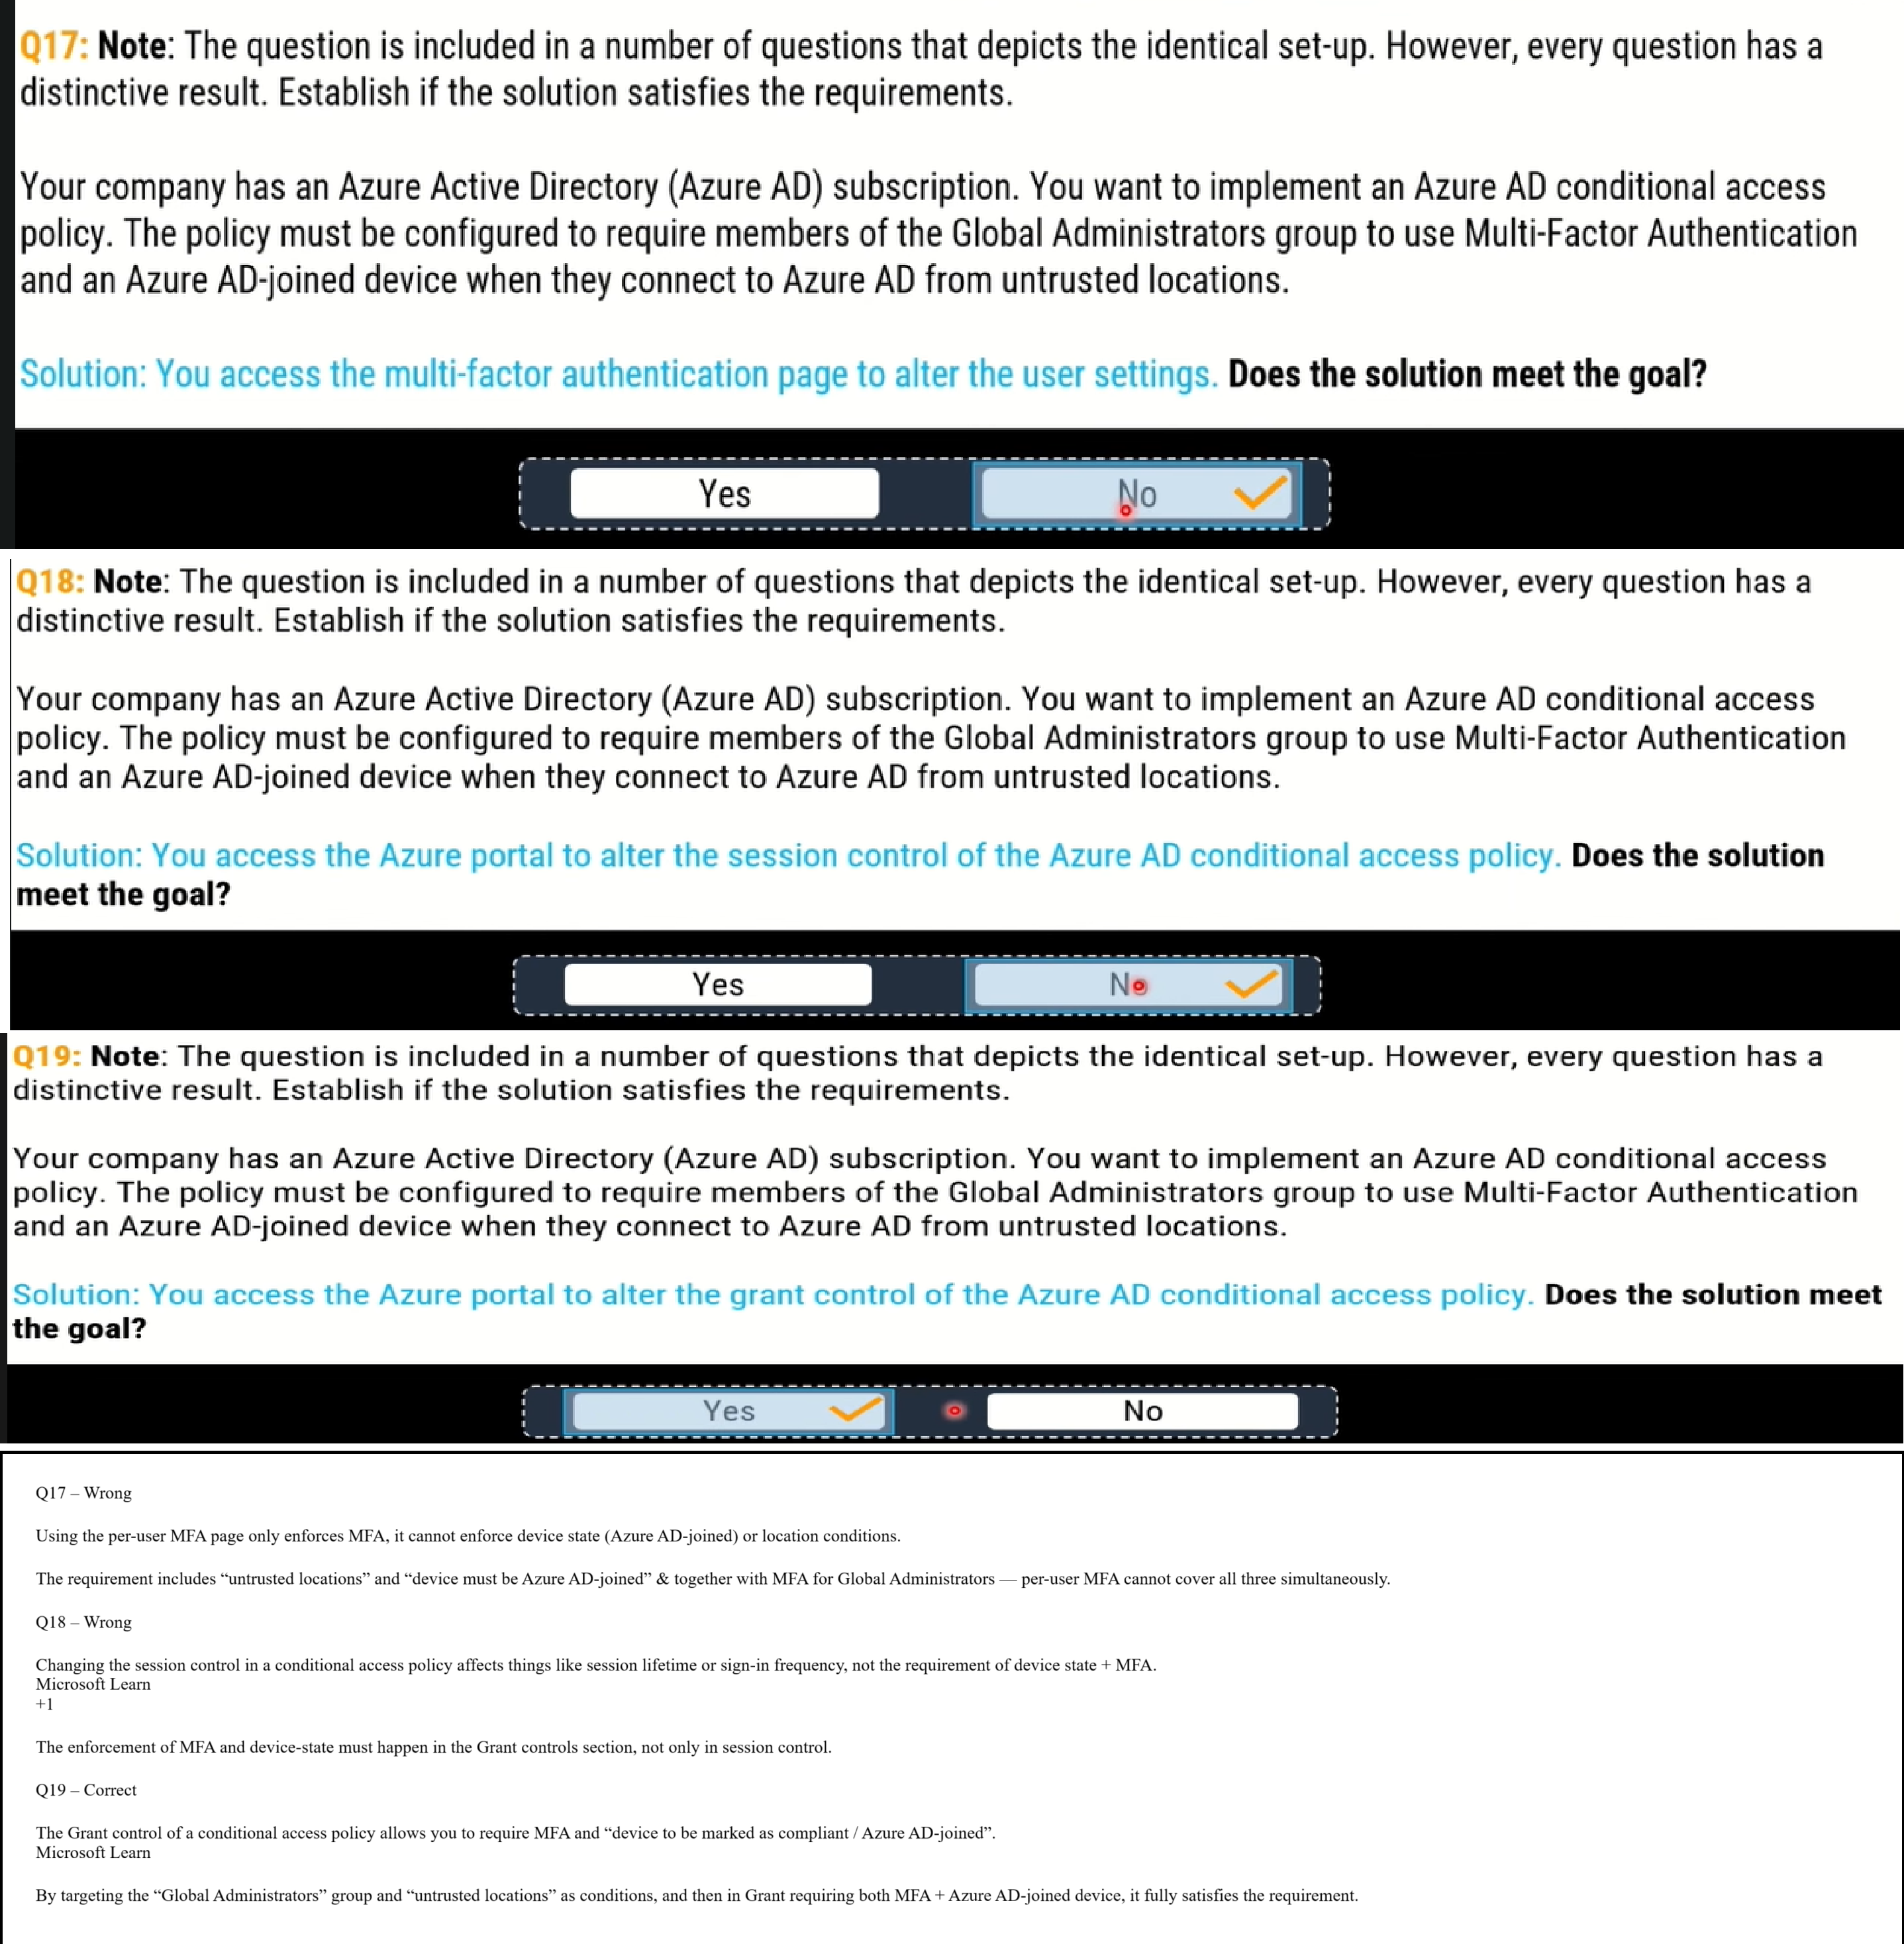 Q17: Note: The question is included in a number of questions that depicts the identical set-up. However, every question has a
distinctive result. Establish if the solution satisfies the requirements.
Your company has an Azure Active Directory (Azure AD) subscription. You want to implement an Azure AD conditional access
policy. The policy must be configured to require members of the Global Administrators group to use Multi-Factor Authentication
and an Azure AD-joined device when they connect to Azure AD from untrusted locations.
Solution: You access the multi-factor authentication page to alter the user settings. Does the solution meet the goal?
Yes No
Q18: Note: The question is included in a number of questions that depicts the identical set-up. However, every question has a
distinctive result. Establish if the solution satisfies the requirements.
Your company has an Azure Active Directory (Azure AD) subscription. You want to implement an Azure AD conditional access
policy. The policy must be configured to require members of the Global Administrators group to use Multi-Factor Authentication
and an Azure AD-joined device when they connect to Azure AD from untrusted locations.
Solution: You access the Azure portal to alter the session control of the Azure AD conditional access policy. Does the solution
meet the goal?
Yes No
Q19: Note: The question is included in a number of questions that depicts the identical set-up. However, every question has a
distinctive result. Establish if the solution satisfies the requirements.
Your company has an Azure Active Directory (Azure AD) subscription. You want to implement an Azure AD conditional access
policy. The policy must be configured to require members of the Global Administrators group to use Multi-Factor Authentication
and an Azure AD-joined device when they connect to Azure AD from untrusted locations.
Solution: You access the Azure portal to alter the grant control of the Azure AD conditional access policy. Does the solution meet
the goal?
Yes No
Q17 – Wrong
Using the per-user MFA page only enforces MFA, it cannot enforce device state (Azure AD-joined) or location conditions.
The requirement includes “untrusted locations” and “device must be Azure AD-joined” & together with MFA for Global Administrators — per-user MFA cannot cover all three simultaneously.
Q18 – Wrong
Changing the session control in a conditional access policy affects things like session lifetime or sign-in frequency, not the requirement of device state + MFA.
Microsoft Learn
+1
The enforcement of MFA and device-state must happen in the Grant controls section, not only in session control.
Q19 – Correct
The Grant control of a conditional access policy allows you to require MFA and “device to be marked as compliant / Azure AD-joined”.
Microsoft Learn
By targeting the “Global Administrators” group and “untrusted locations” as conditions, and then in Grant requiring both MFA + Azure AD-joined device, it fully satisfies the requirement.